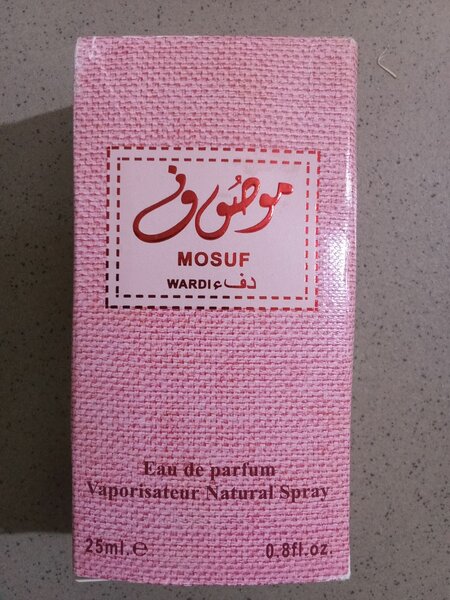 موصوف
MOSUF
WARDI دفء
Eau de parfum
Vaporisateur Natural Spray
25ml. e 0.8fl.oz.